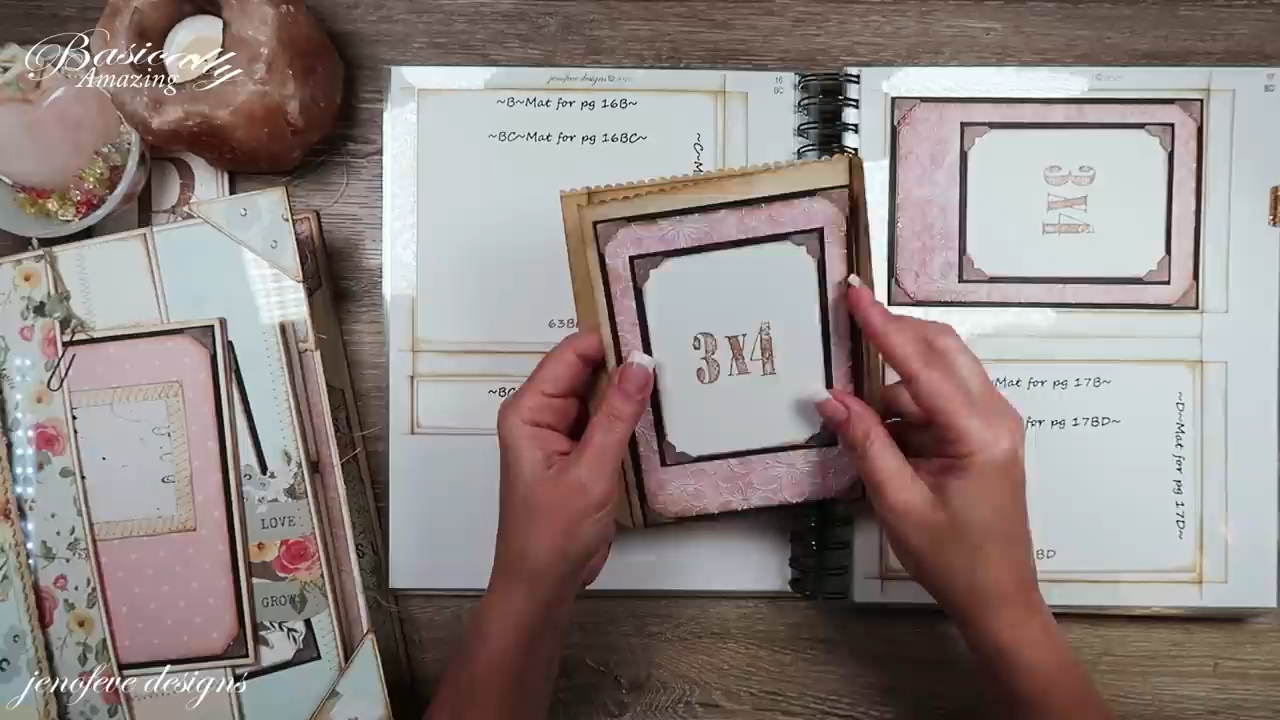 Basically
Amazing
jenofeve designs
~B~Mat for pg 16B~
~BC~Mat for pg 16BC~
16
BC
3x4
3x4
~BC
Mat for pg 17B~
for pg 17BD~
~D~Mat for pg 17D~
BD
LOVE
GROW
jenofeve designs